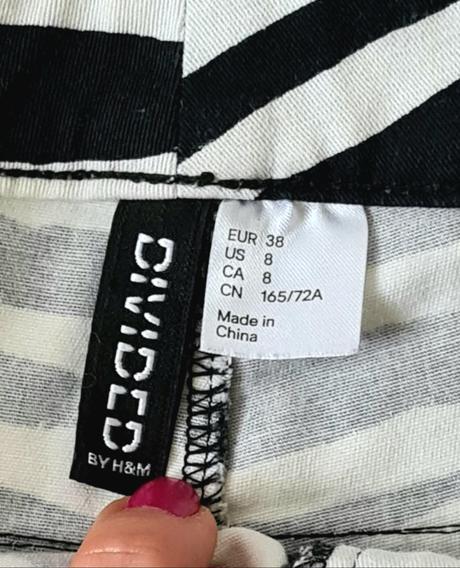 DIVIDED
BY H&M
EUR 38
US 8
CA 8
CN 165/72A
Made in
China